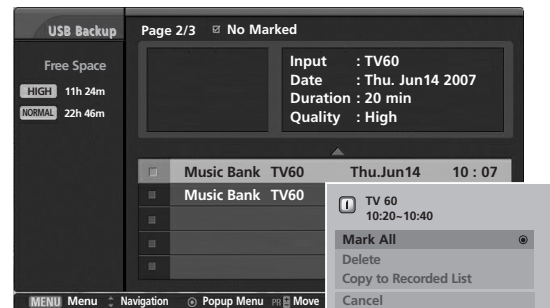 USB Backup
Page 2/3 No Marked
Free Space
HIGH 11h 24m
NORMAL 22h 46m
Input : TV60
Date : Thu. Jun14 2007
Duration : 20 min
Quality : High
Music Bank TV60 Thu.Jun14 10 : 07
Music Bank TV60
TV 60
10:20~10:40
Mark All
Delete
Copy to Recorded List
Cancel
MENU Menu Navigation Popup Menu PR Move